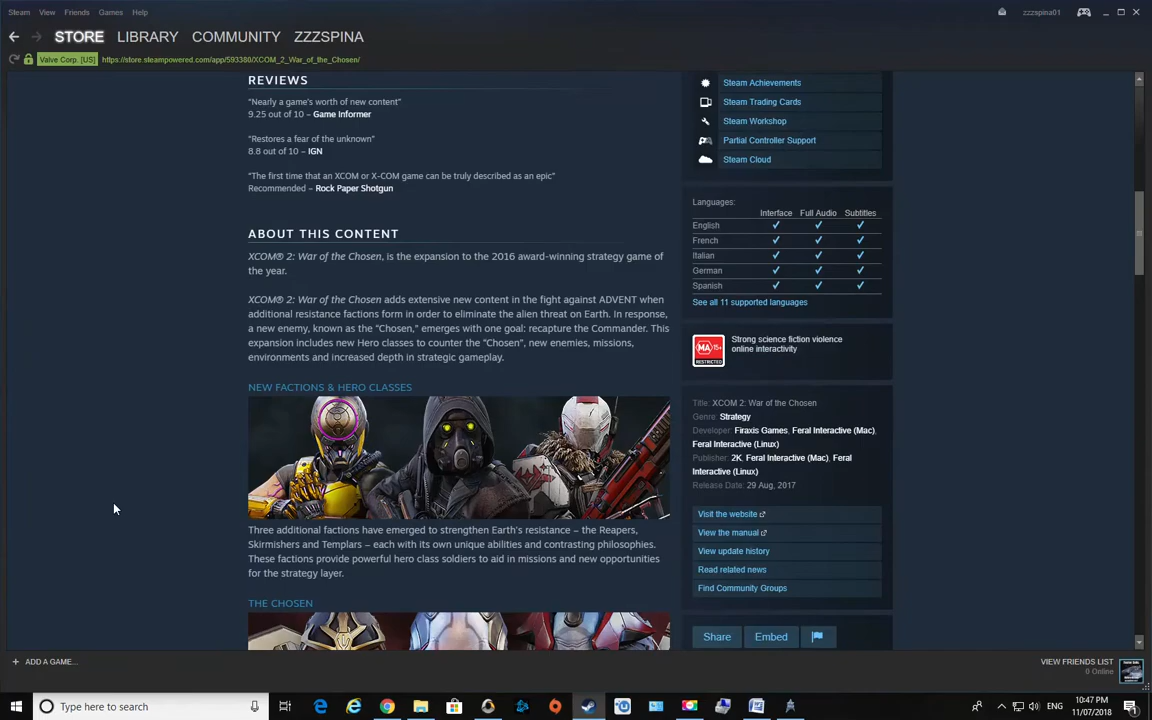 Steam View Friends Games Help zzzspina01
STORE LIBRARY COMMUNITY ZZZSPINA
Valve Corp. [US] https://store.steampowered.com/app/593380/XCOM_2_War_of_the_Chosen/
REVIEWS
“Nearly a game's worth of new content”
9.25 out of 10 – Game Informer
“Restores a fear of the unknown”
8.8 out of 10 – IGN
“The first time that an XCOM or X-COM game can be truly described as an epic”
Recommended – Rock Paper Shotgun
ABOUT THIS CONTENT
XCOM® 2: War of the Chosen, is the expansion to the 2016 award-winning strategy game of
the year.
XCOM® 2: War of the Chosen adds extensive new content in the fight against ADVENT when
additional resistance factions form in order to eliminate the alien threat on Earth. In response,
a new enemy, known as the “Chosen,” emerges with one goal: recapture the Commander. This
expansion includes new Hero classes to counter the “Chosen”, new enemies, missions,
environments and increased depth in strategic gameplay.
NEW FACTIONS & HERO CLASSES
Three additional factions have emerged to strengthen Earth's resistance – the Reapers,
Skirmishers and Templars – each with its own unique abilities and contrasting philosophies.
These factions provide powerful hero class soldiers to aid in missions and new opportunities
for the strategy layer.
THE CHOSEN
Steam Achievements
Steam Trading Cards
Steam Workshop
Partial Controller Support
Steam Cloud
Languages:
Interface Full Audio Subtitles
English ✓ ✓ ✓
French ✓ ✓ ✓
Italian ✓ ✓ ✓
German ✓ ✓ ✓
Spanish ✓ ✓ ✓
See all 11 supported languages
MA 15+
RESTRICTED
Strong science fiction violence
online interactivity
Title: XCOM 2: War of the Chosen
Genre: Strategy
Developer: Firaxis Games, Feral Interactive (Mac),
Feral Interactive (Linux)
Publisher: 2K, Feral Interactive (Mac), Feral
Interactive (Linux)
Release Date: 29 Aug, 2017
Visit the website
View the manual
View update history
Read related news
Find Community Groups
Share Embed
+ ADD A GAME...
VIEW FRIENDS LIST
0 Online
Type here to search
ENG
10:47 PM
11/07/2018
1